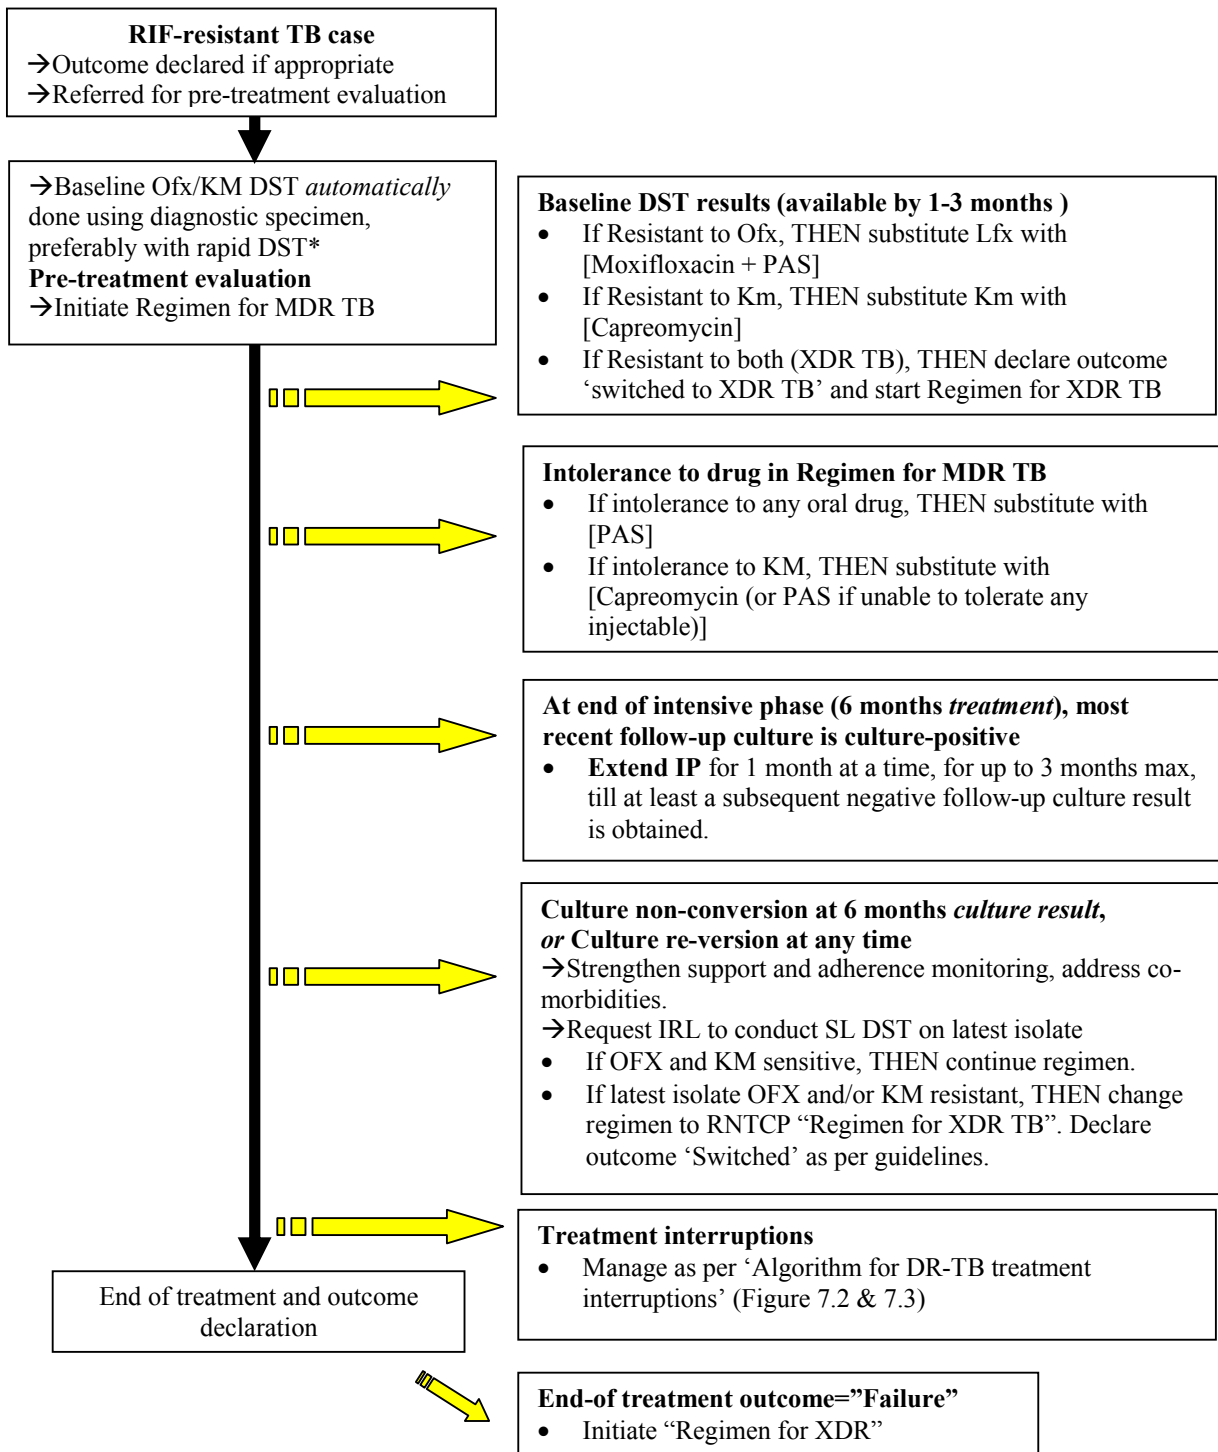 RIF-resistant TB case
→Outcome declared if appropriate
→Referred for pre-treatment evaluation
→Baseline Ofx/KM DST automatically
done using diagnostic specimen,
preferably with rapid DST*
Pre-treatment evaluation
→Initiate Regimen for MDR TB
Baseline DST results (available by 1-3 months )
• If Resistant to Ofx, THEN substitute Lfx with
[Moxifloxacin + PAS]
• If Resistant to Km, THEN substitute Km with
[Capreomycin]
• If Resistant to both (XDR TB), THEN declare outcome
‘switched to XDR TB’ and start Regimen for XDR TB
Intolerance to drug in Regimen for MDR TB
• If intolerance to any oral drug, THEN substitute with
[PAS]
• If intolerance to KM, THEN substitute with
[Capreomycin (or PAS if unable to tolerate any
injectable)]
At end of intensive phase (6 months treatment), most
recent follow-up culture is culture-positive
• Extend IP for 1 month at a time, for up to 3 months max,
till at least a subsequent negative follow-up culture result
is obtained.
Culture non-conversion at 6 months culture result,
or Culture re-version at any time
→Strengthen support and adherence monitoring, address co-
morbidities.
→Request IRL to conduct SL DST on latest isolate
• If OFX and KM sensitive, THEN continue regimen.
• If latest isolate OFX and/or KM resistant, THEN change
regimen to RNTCP “Regimen for XDR TB”. Declare
outcome ‘Switched’ as per guidelines.
Treatment interruptions
• Manage as per ‘Algorithm for DR-TB treatment
interruptions’ (Figure 7.2 & 7.3)
End of treatment and outcome
declaration
End-of treatment outcome=”Failure”
• Initiate “Regimen for XDR”